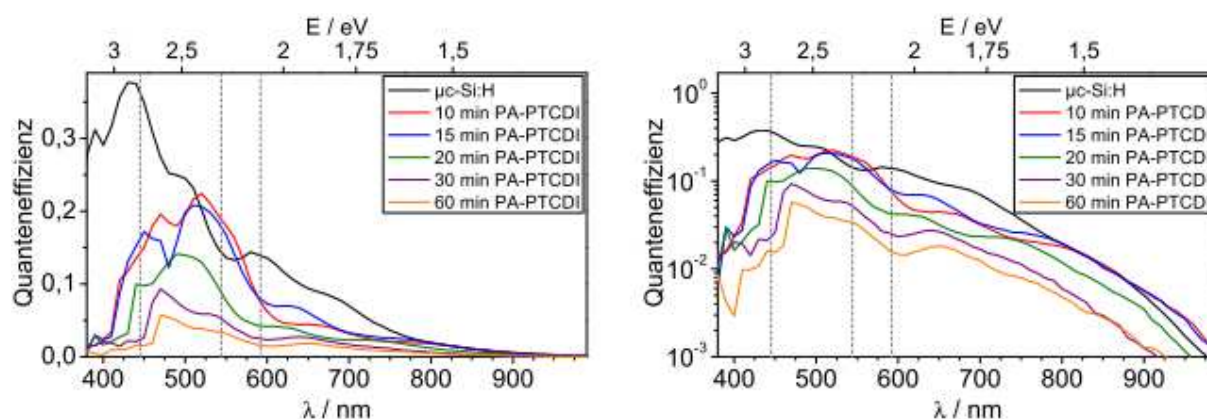 E / eV
3 2,5 2 1,75 1,5
Quanteneffizienz
0,3
0,2
0,1
0,0
µc-Si:H
10 min PA-PTCDI
15 min PA-PTCDI
20 min PA-PTCDI
30 min PA-PTCDI
60 min PA-PTCDI
400 500 600 700 800 900
λ / nm
E / eV
3 2,5 2 1,75 1,5
Quanteneffizienz
10⁰
10⁻¹
10⁻²
10⁻³
µc-Si:H
10 min PA-PTCD
15 min PA-PTCD
20 min PA-PTCD
30 min PA-PTCD
60 min PA-PTCD
400 500 600 700 800 900
λ / nm